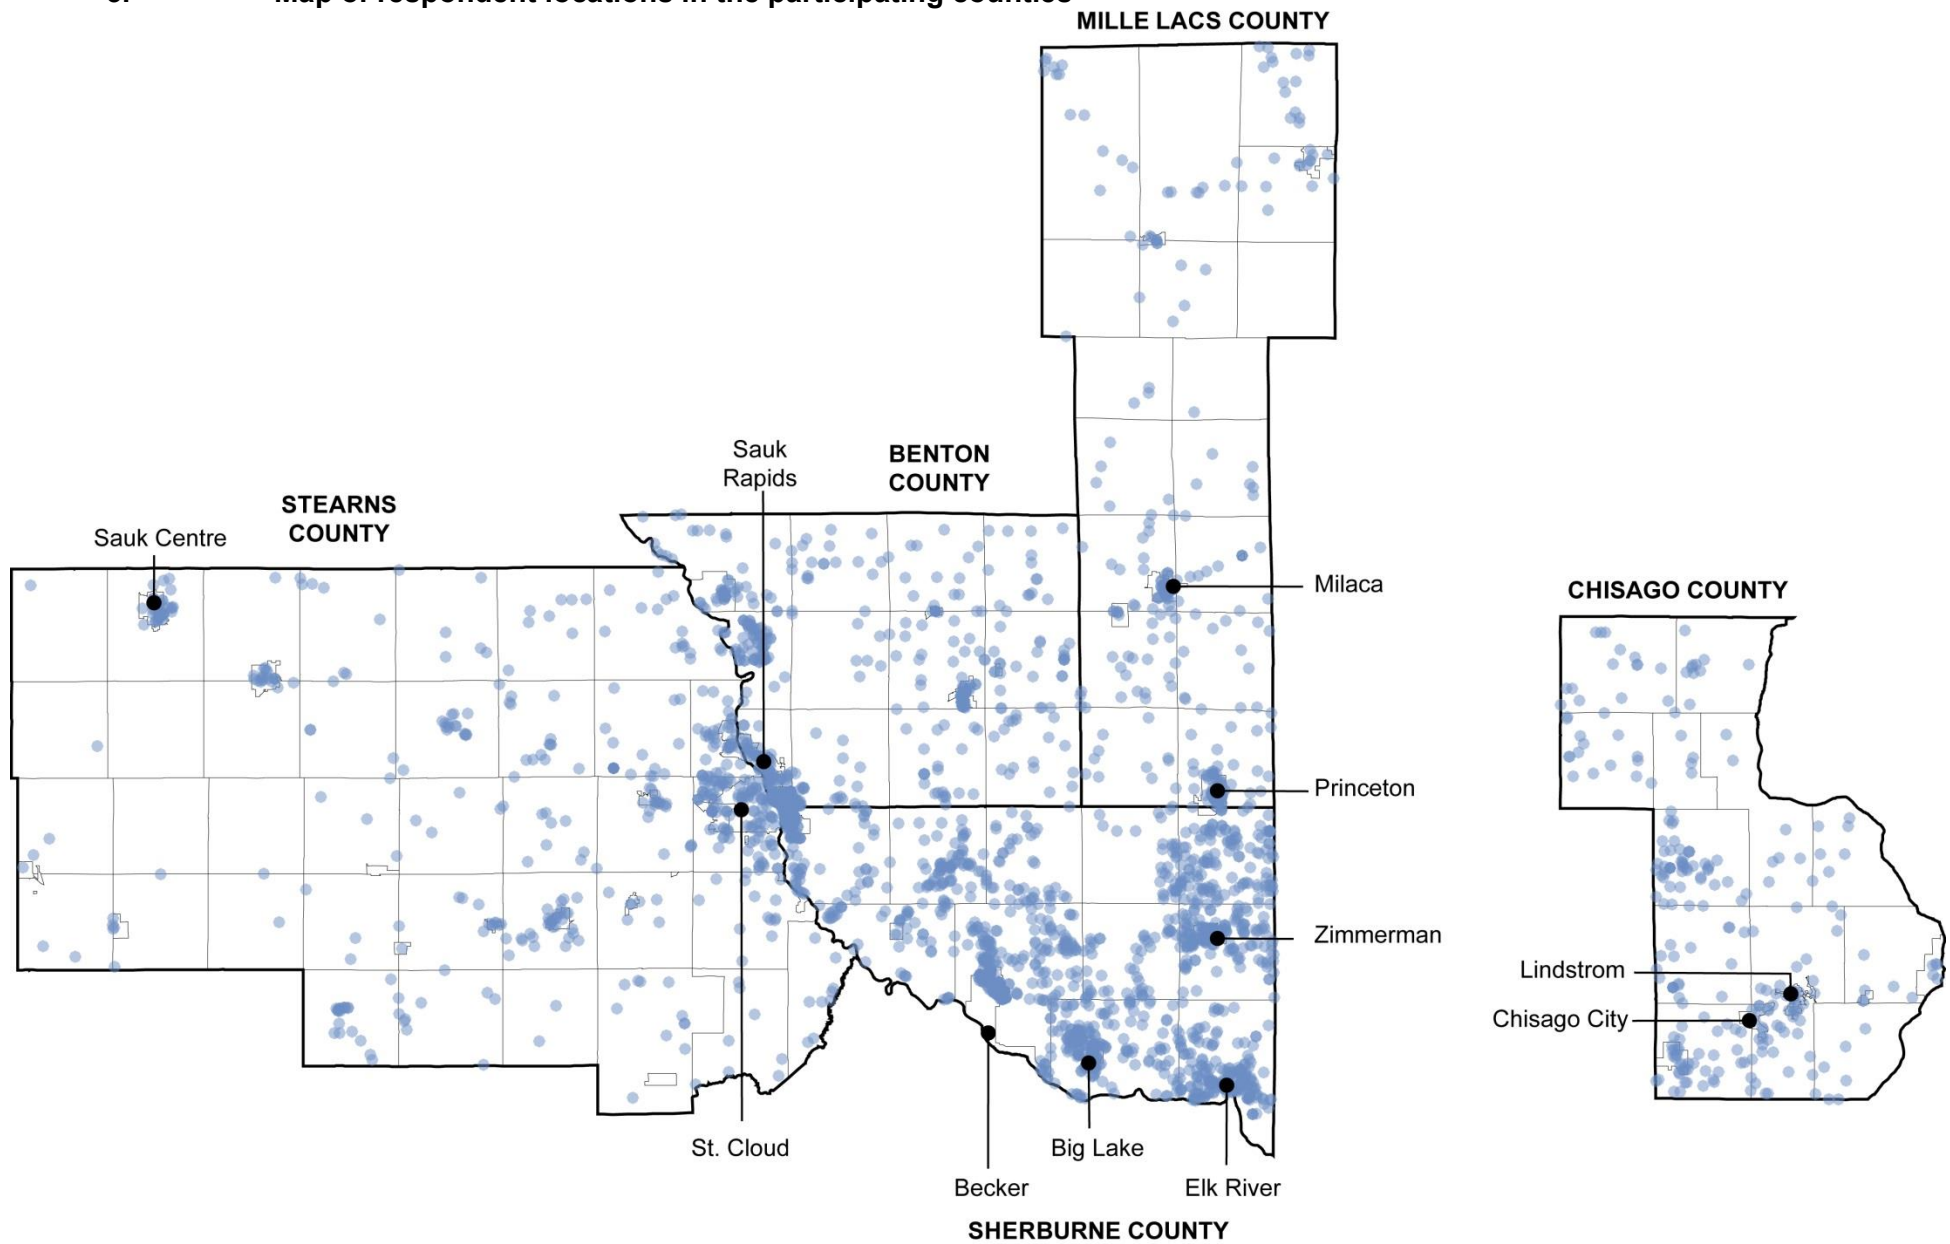 Map of respondent locations in the participating counties
MILLE LACS COUNTY
Sauk
Rapids
BENTON
COUNTY
STEARNS
COUNTY
Sauk Centre
Milaca
CHISAGO COUNTY
Princeton
Zimmerman
Lindstrom
Chisago City
St. Cloud
Big Lake
Becker
Elk River
SHERBURNE COUNTY